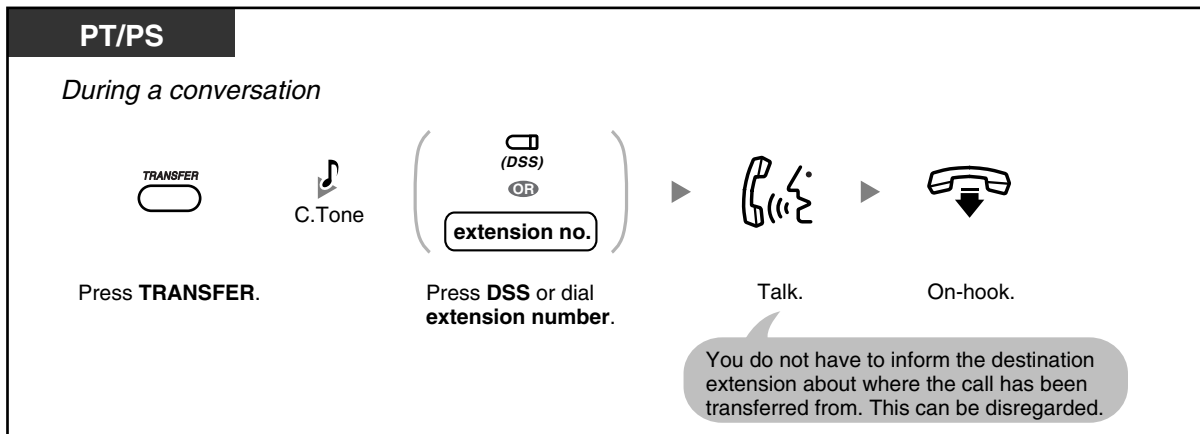 PT/PS
During a conversation
TRANSFER
C.Tone
(DSS)
OR
extension no.
Press TRANSFER.
Press DSS or dial
extension number.
Talk.
On-hook.
You do not have to inform the destination
extension about where the call has been
transferred from. This can be disregarded.